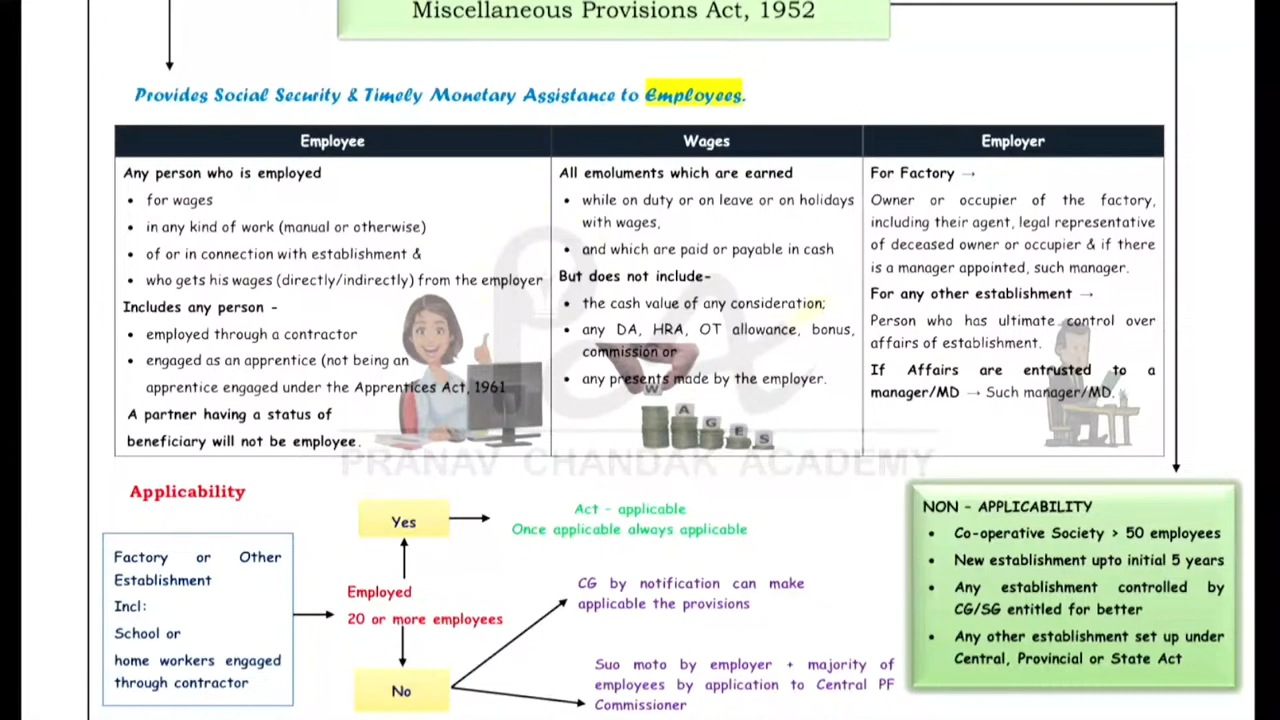 Miscellaneous Provisions Act, 1952
Provides Social Security & Timely Monetary Assistance to Employees.
Employee
Any person who is employed
• for wages
• in any kind of work (manual or otherwise)
• of or in connection with establishment &
• who gets his wages (directly/indirectly) from the employer
Includes any person -
• employed through a contractor
• engaged as an apprentice (not being an
apprentice engaged under the Apprentices Act, 1961
A partner having a status of
beneficiary will not be employee.
Wages
All emoluments which are earned
• while on duty or on leave or on holidays
with wages,
• and which are paid or payable in cash
But does not include-
• the cash value of any consideration;
• any DA, HRA, OT allowance, bonus,
commission or
• any presents made by the employer.
W
A
G
E
S
Employer
For Factory →
Owner or occupier of the factory,
including their agent, legal representative
of deceased owner or occupier & if there
is a manager appointed, such manager.
For any other establishment →
Person who has ultimate control over
affairs of establishment.
If Affairs are entrusted to a
manager/MD → Such manager/MD.
PRANAV CHANDAK ACADEMY
Applicability
Factory or Other
Establishment
Incl:
School or
home workers engaged
through contractor
Employed
20 or more employees
Yes
Act - applicable
Once applicable always applicable
No
CG by notification can make
applicable the provisions
Suo moto by employer + majority of
employees by application to Central PF
Commissioner
NON - APPLICABILITY
• Co-operative Society > 50 employees
• New establishment upto initial 5 years
• Any establishment controlled by
CG/SG entitled for better
• Any other establishment set up under
Central, Provincial or State Act